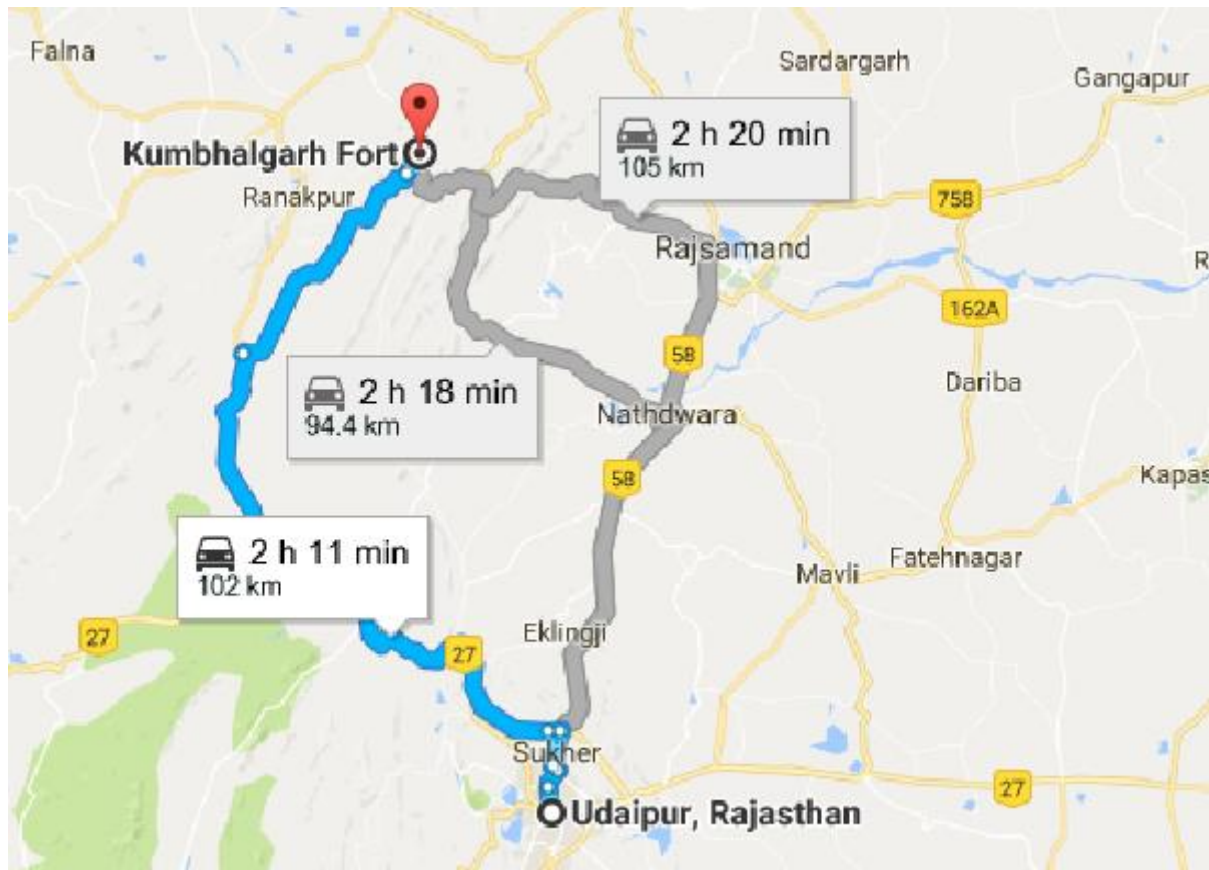 Falna
Sardargarh
Gangapur
2 h 20 min
105 km
Kumbhalgarh Fort
Ranakpur
758
Rajsamand
R
162A
58
2 h 18 min
94.4 km
Dariba
Nathdwara
58
Kapas
2 h 11 min
102 km
Fatehnagar
Mavli
27
Eklingji
27
Sukher
27
Udaipur, Rajasthan